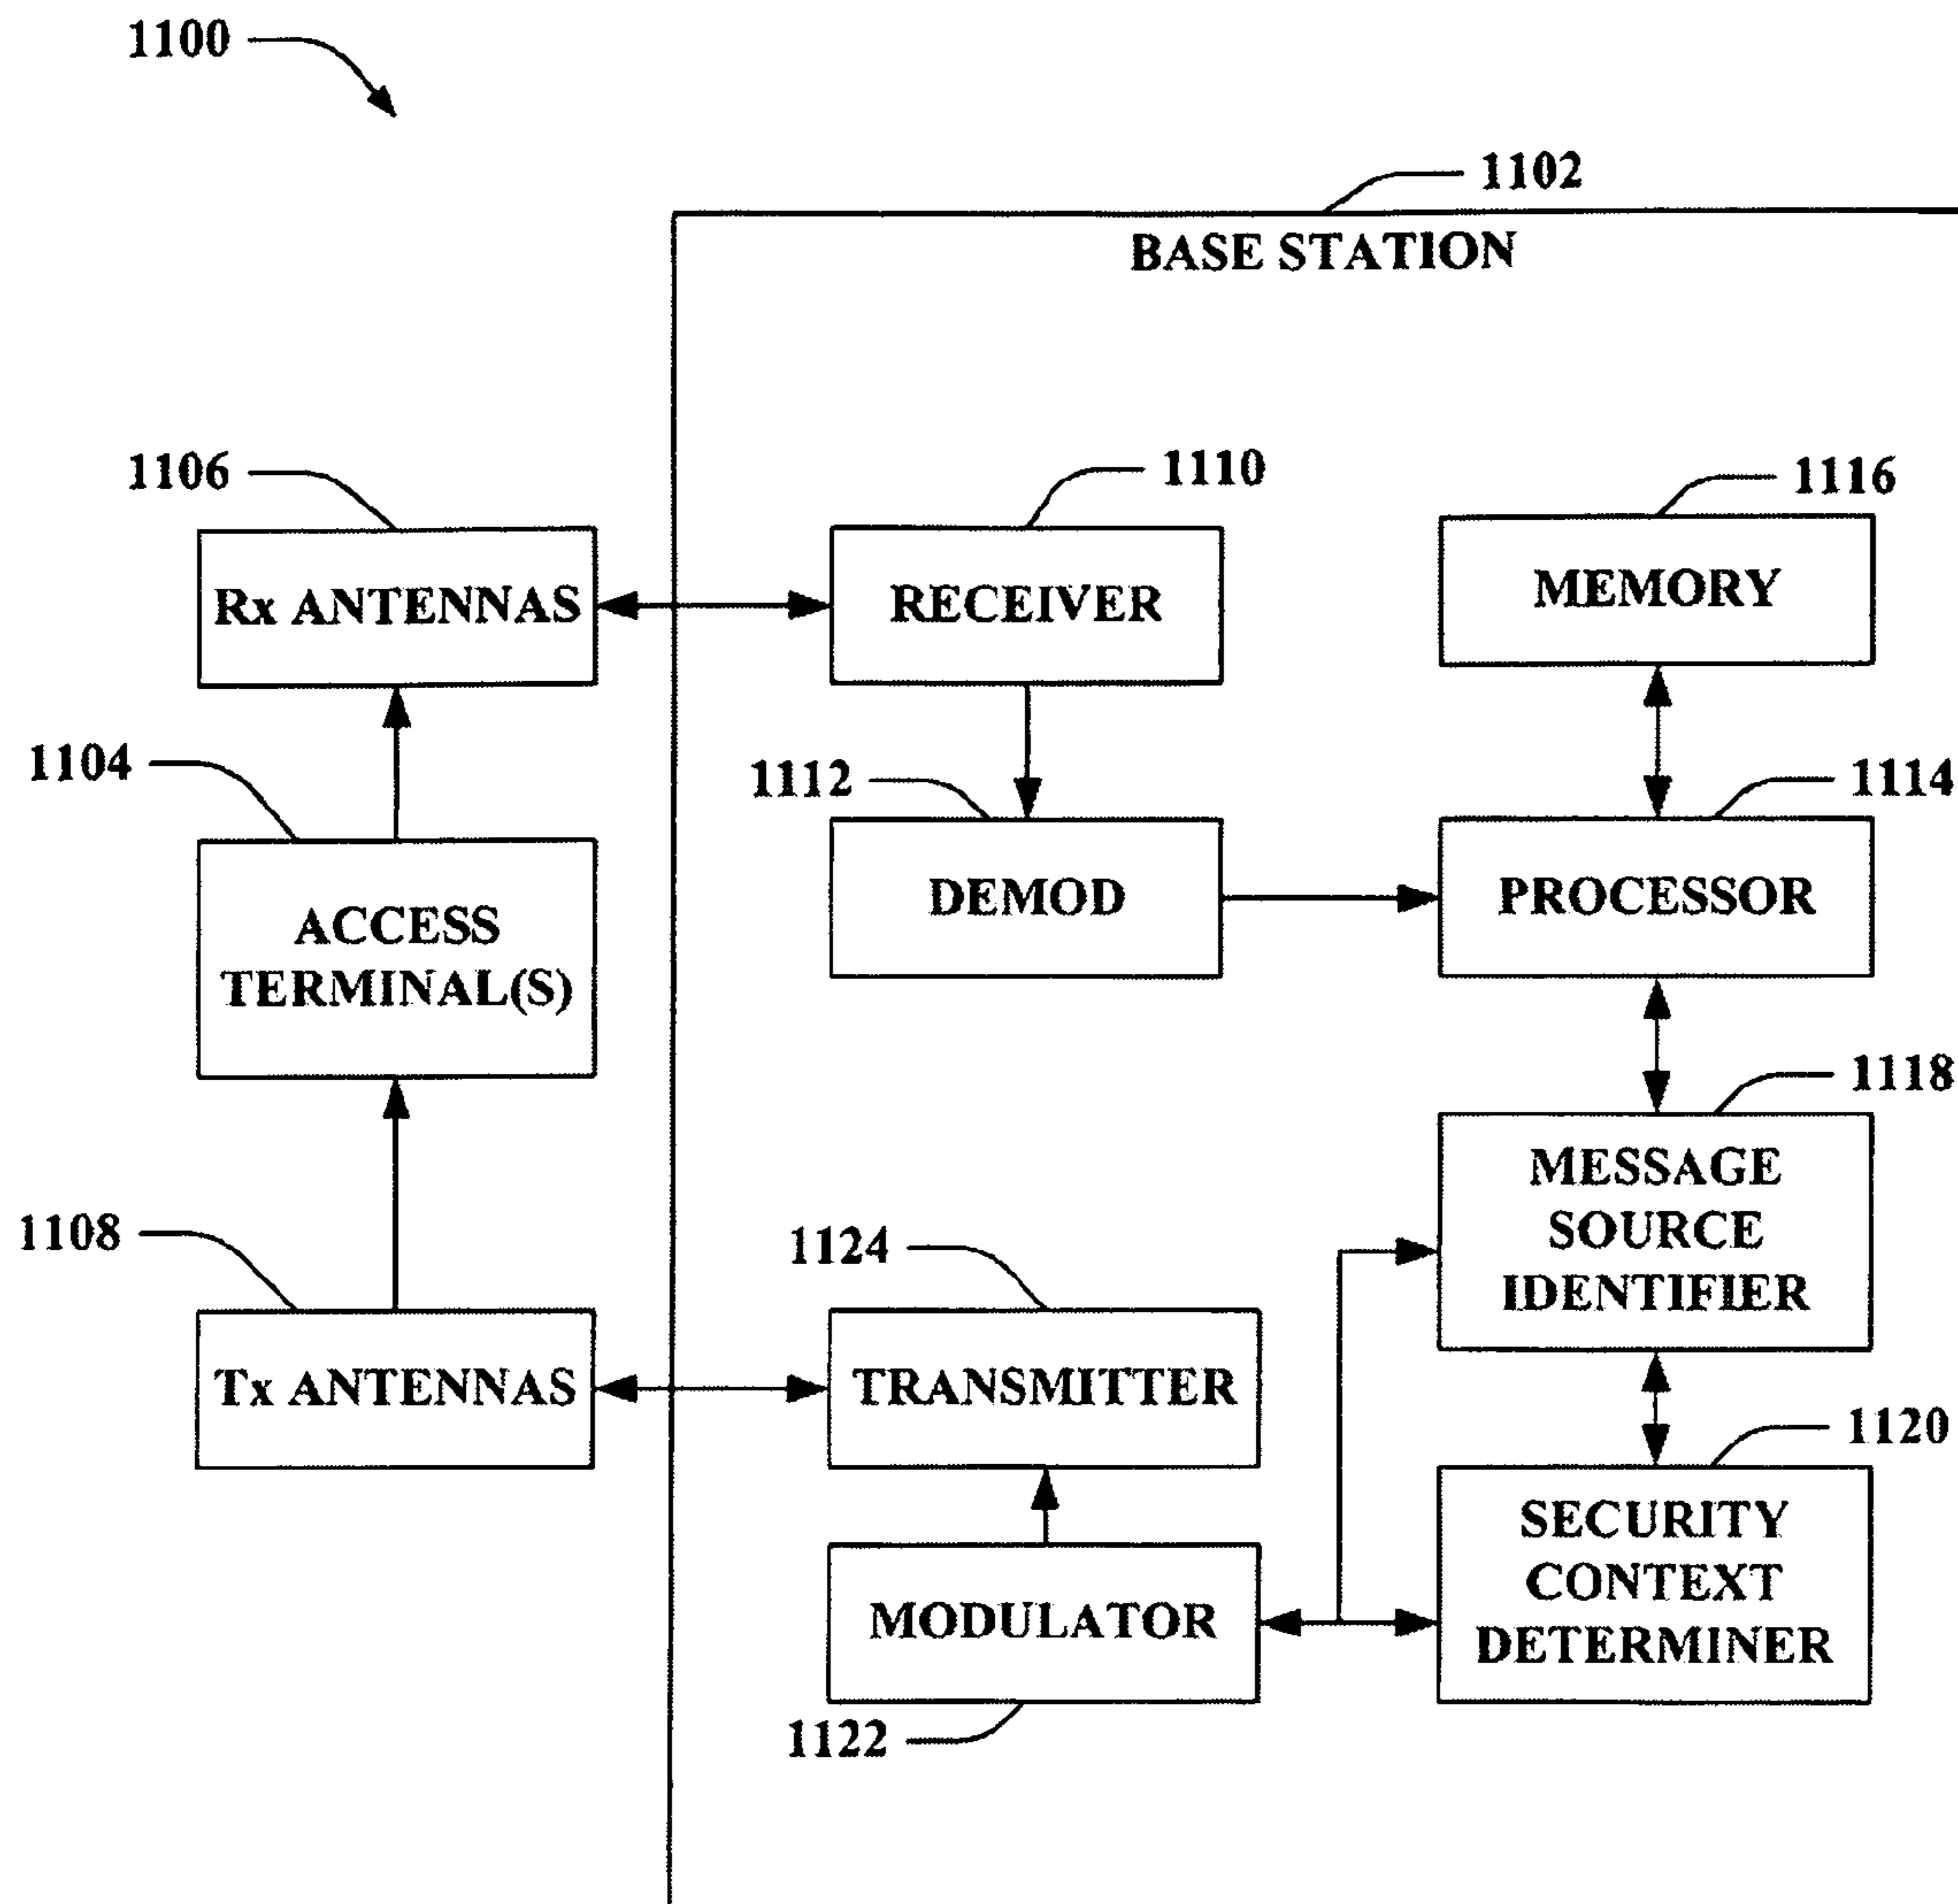 1100
1102
BASE STATION
1106
1110
1116
Rx ANTENNAS
RECEIVER
MEMORY
1104
1112
1114
ACCESS
TERMINAL(S)
DEMOD
PROCESSOR
1118
1108
1124
MESSAGE
SOURCE
IDENTIFIER
Tx ANTENNAS
TRANSMITTER
1120
SECURITY
CONTEXT
DETERMINER
MODULATOR
1122